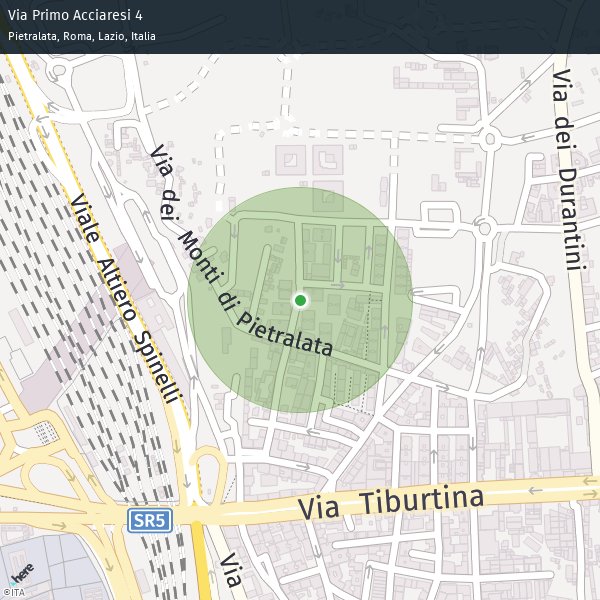 Via Primo Acciaresi 4
Pietralata, Roma, Lazio, Italia
Via dei Durantini
Via dei Monti di Pietralata
Viale Altiero Spinelli
Via Tiburtina
SR5
Via
here
©ITA